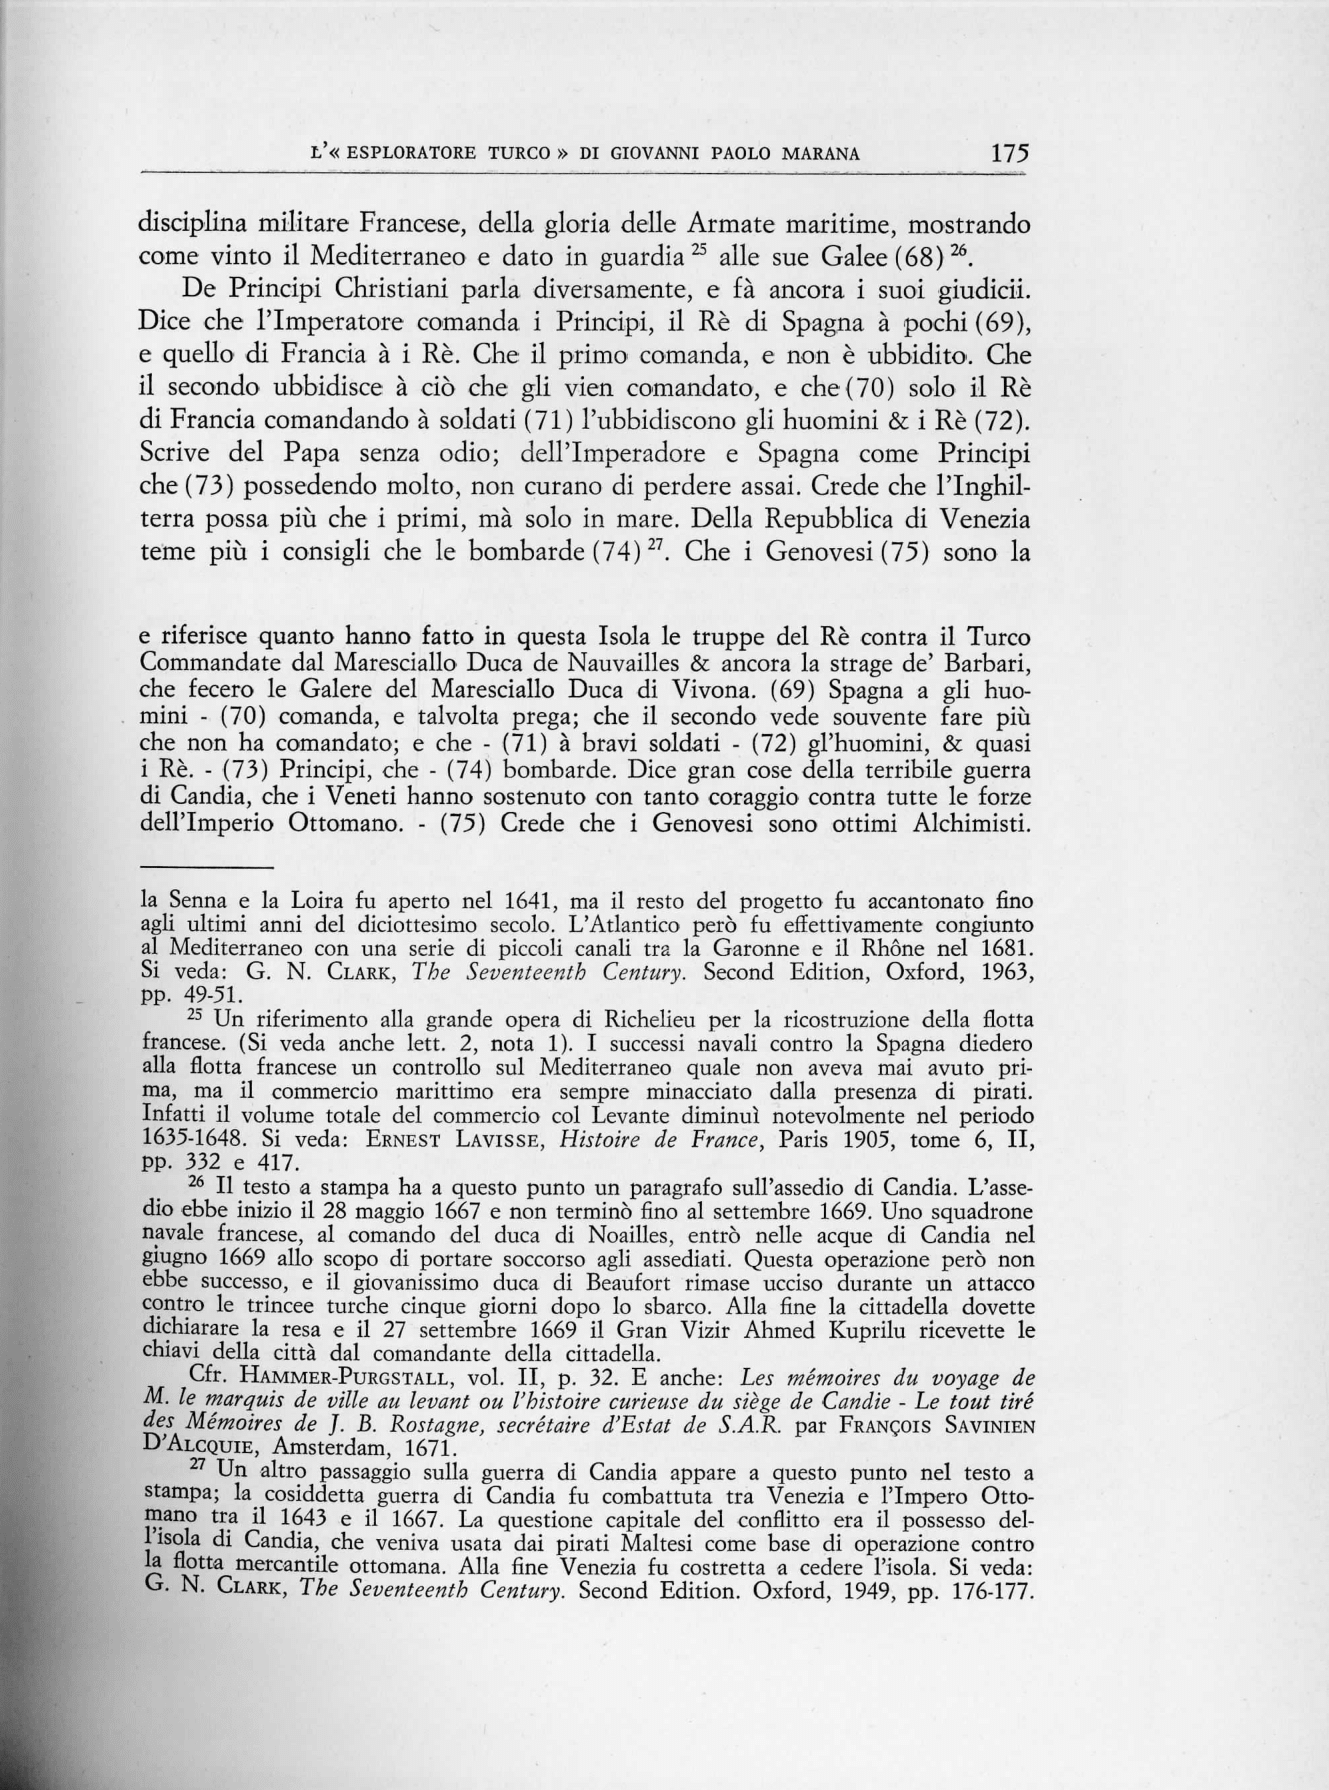 L'« ESPLORATORE TURCO » DI GIOVANNI PAOLO MARANA 175
disciplina militare Francese, della gloria delle Armate maritime, mostrando
come vinto il Mediterraneo e dato in guardia 25 alle sue Galee (68) 26.
De Principi Christiani parla diversamente, e fà ancora i suoi giudicii.
Dice che l'Imperatore comanda i Principi, il Rè di Spagna à pochi (69),
e quello di Francia à i Rè. Che il primo comanda, e non è ubbidito. Che
il secondo ubbidisce à ciò che gli vien comandato, e che (70) solo il Rè
di Francia comandando à soldati (71) l'ubbidiscono gli huomini & i Rè (72).
Scrive del Papa senza odio; dell'Imperadore e Spagna come Principi
che (73) possedendo molto, non curano di perdere assai. Crede che l'Inghil-
terra possa più che i primi, mà solo in mare. Della Repubblica di Venezia
teme più i consigli che le bombarde (74) 27. Che i Genovesi (75) sono la
e riferisce quanto hanno fatto in questa Isola le truppe del Rè contra il Turco
Commandate dal Maresciallo Duca de Nauvailles & ancora la strage de' Barbari,
che fecero le Galere del Maresciallo Duca di Vivona. (69) Spagna a gli huo-
mini - (70) comanda, e talvolta prega; che il secondo vede souvente fare più
che non ha comandato; e che - (71) à bravi soldati - (72) gl'huomini, & quasi
i Rè. - (73) Principi, che - (74) bombarde. Dice gran cose della terribile guerra
di Candia, che i Veneti hanno sostenuto con tanto coraggio contra tutte le forze
dell'Imperio Ottomano. - (75) Crede che i Genovesi sono ottimi Alchimisti.
la Senna e la Loira fu aperto nel 1641, ma il resto del progetto fu accantonato fino
agli ultimi anni del diciottesimo secolo. L'Atlantico però fu effettivamente congiunto
al Mediterraneo con una serie di piccoli canali tra la Garonne e il Rhône nel 1681.
Si veda: G. N. CLARK, The Seventeenth Century. Second Edition, Oxford, 1963,
pp. 49-51.
25 Un riferimento alla grande opera di Richelieu per la ricostruzione della flotta
francese. (Si veda anche lett. 2, nota 1). I successi navali contro la Spagna diedero
alla flotta francese un controllo sul Mediterraneo quale non aveva mai avuto pri-
ma, ma il commercio marittimo era sempre minacciato dalla presenza di pirati.
Infatti il volume totale del commercio col Levante diminuì notevolmente nel periodo
1635-1648. Si veda: ERNEST LAVISSE, Histoire de France, Paris 1905, tome 6, II,
pp. 332 e 417.
26 Il testo a stampa ha a questo punto un paragrafo sull'assedio di Candia. L'asse-
dio ebbe inizio il 28 maggio 1667 e non terminò fino al settembre 1669. Uno squadrone
navale francese, al comando del duca di Noailles, entrò nelle acque di Candia nel
giugno 1669 allo scopo di portare soccorso agli assediati. Questa operazione però non
ebbe successo, e il giovanissimo duca di Beaufort rimase ucciso durante un attacco
contro le trincee turche cinque giorni dopo lo sbarco. Alla fine la cittadella dovette
dichiarare la resa e il 27 settembre 1669 il Gran Vizir Ahmed Kuprilu ricevette le
chiavi della città dal comandante della cittadella.
Cfr. HAMMER-PURGSTALL, vol. II, p. 32. E anche: Les mémoires du voyage de
M. le marquis de ville au levant ou l'histoire curieuse du siège de Candie - Le tout tiré
des Mémoires de J. B. Rostagne, secrétaire d'Estat de S.A.R. par FRANÇOIS SAVINIEN
D'ALCQUIE, Amsterdam, 1671.
27 Un altro passaggio sulla guerra di Candia appare a questo punto nel testo a
stampa; la cosiddetta guerra di Candia fu combattuta tra Venezia e l'Impero Otto-
mano tra il 1643 e il 1667. La questione capitale del conflitto era il possesso del-
l'isola di Candia, che veniva usata dai pirati Maltesi come base di operazione contro
la flotta mercantile ottomana. Alla fine Venezia fu costretta a cedere l'isola. Si veda:
G. N. CLARK, The Seventeenth Century. Second Edition. Oxford, 1949, pp. 176-177.